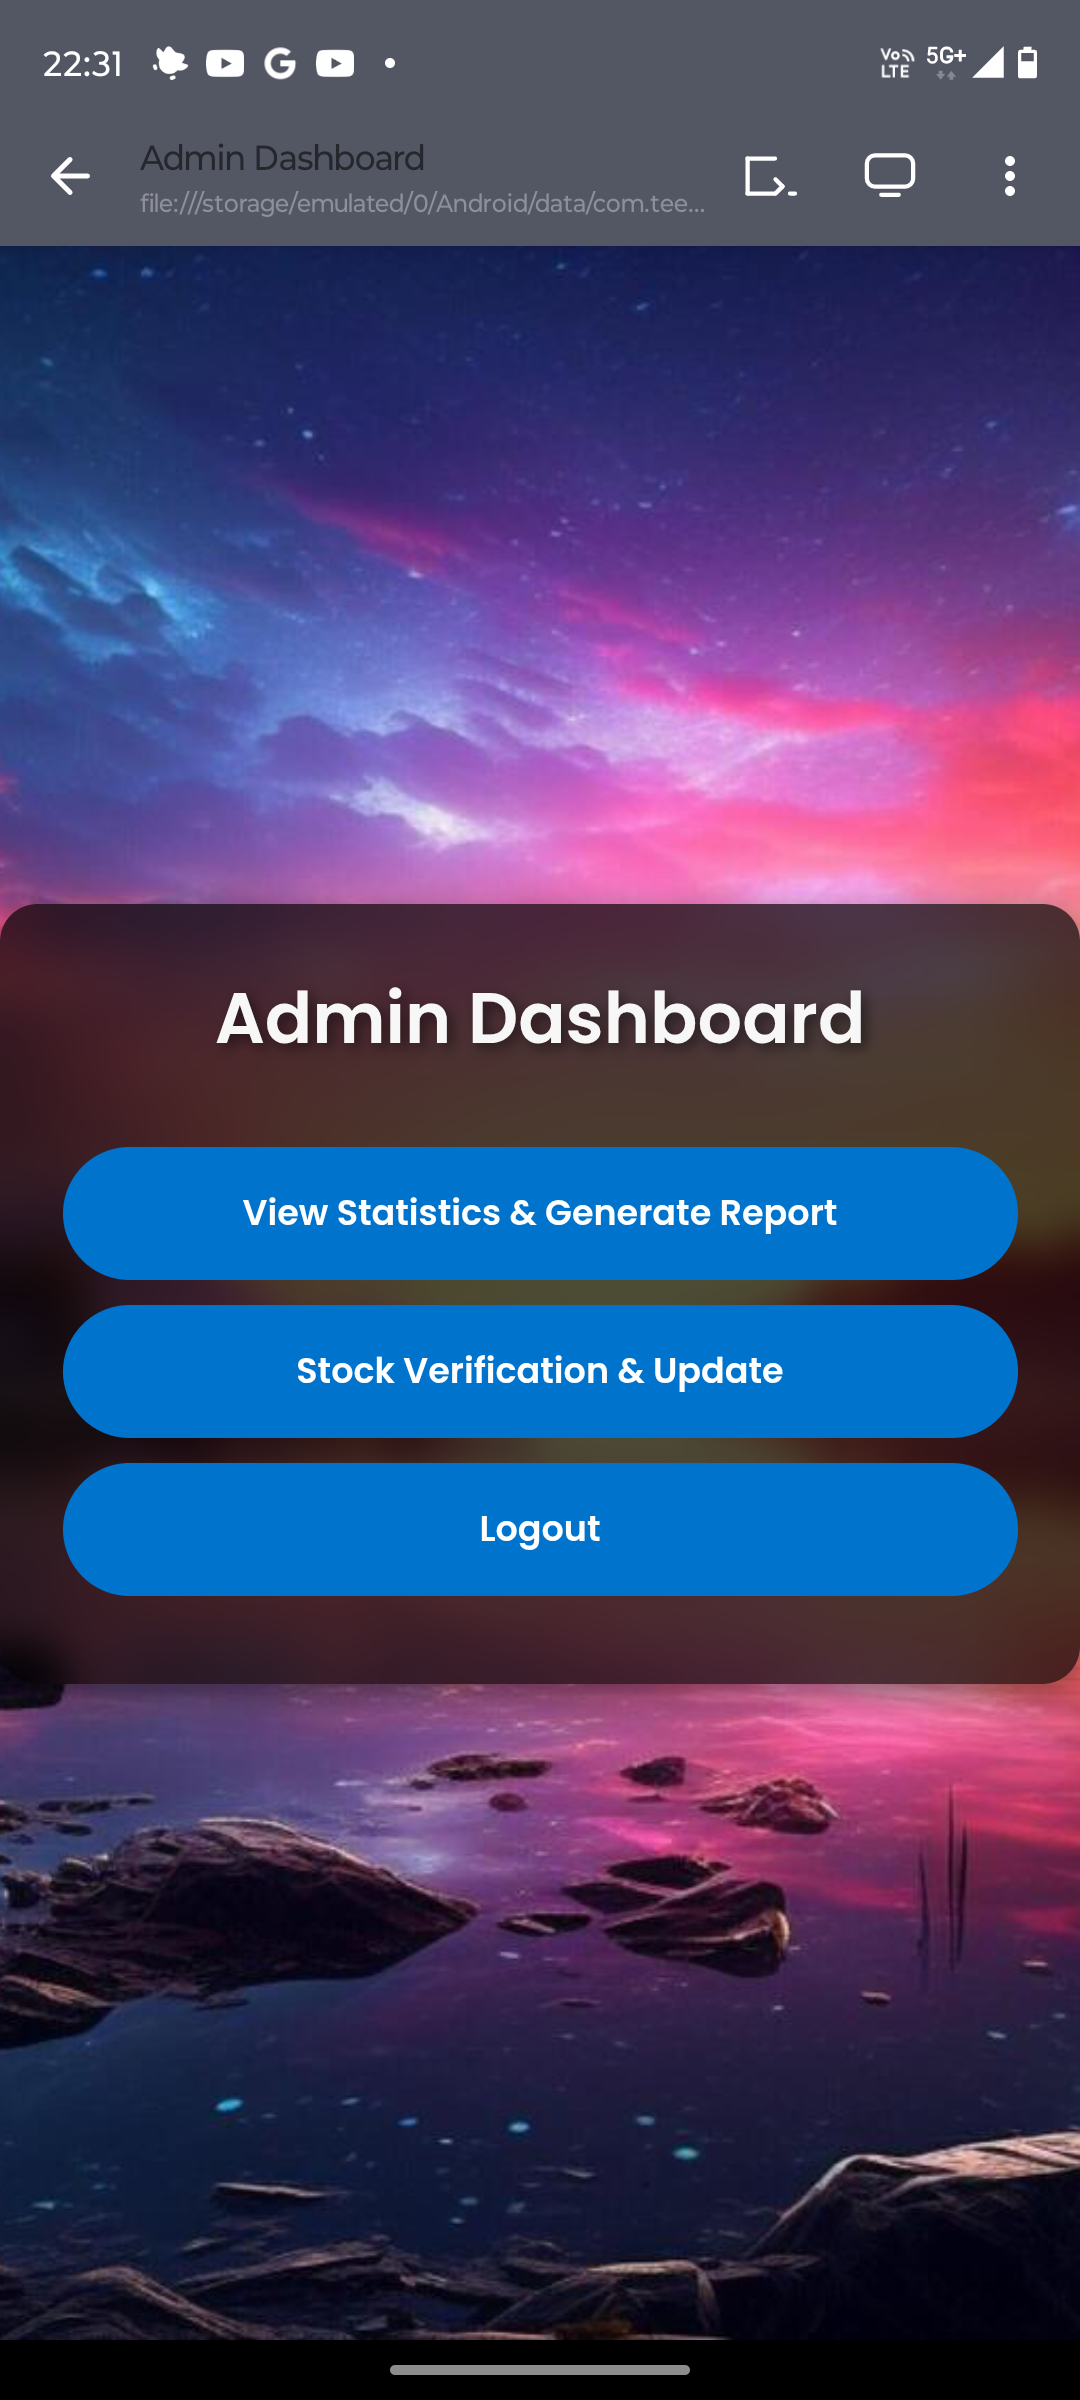 22:31
Vo LTE 5G+
Admin Dashboard
file:///storage/emulated/0/Android/data/com.tee...
Admin Dashboard
View Statistics & Generate Report
Stock Verification & Update
Logout